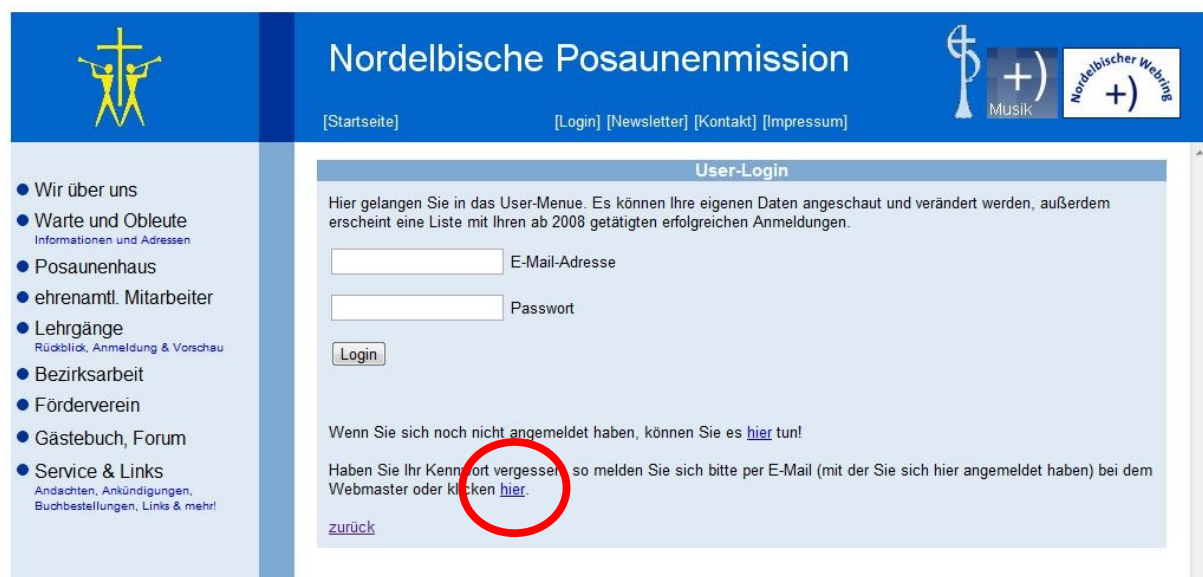 Nordelbische Posaunenmission
[Startseite] [Login] [Newsletter] [Kontakt] [Impressum]
+)
Musik
Nordelbischer Webring
+)
Wir über uns
Warte und Obleute
Informationen und Adressen
Posaunenhaus
ehrenamtl. Mitarbeiter
Lehrgänge
Rückblick, Anmeldung & Vorschau
Bezirksarbeit
Förderverein
Gästebuch, Forum
Service & Links
Andachten, Ankündigungen,
Buchbestellungen, Links & mehr!
User-Login
Hier gelangen Sie in das User-Menue. Es können Ihre eigenen Daten angeschaut und verändert werden, außerdem
erscheint eine Liste mit Ihren ab 2008 getätigten erfolgreichen Anmeldungen.
E-Mail-Adresse
Passwort
Login
Wenn Sie sich noch nicht angemeldet haben, können Sie es hier tun!
Haben Sie Ihr Kennwort vergessen, so melden Sie sich bitte per E-Mail (mit der Sie sich hier angemeldet haben) bei dem
Webmaster oder klicken hier.
zurück